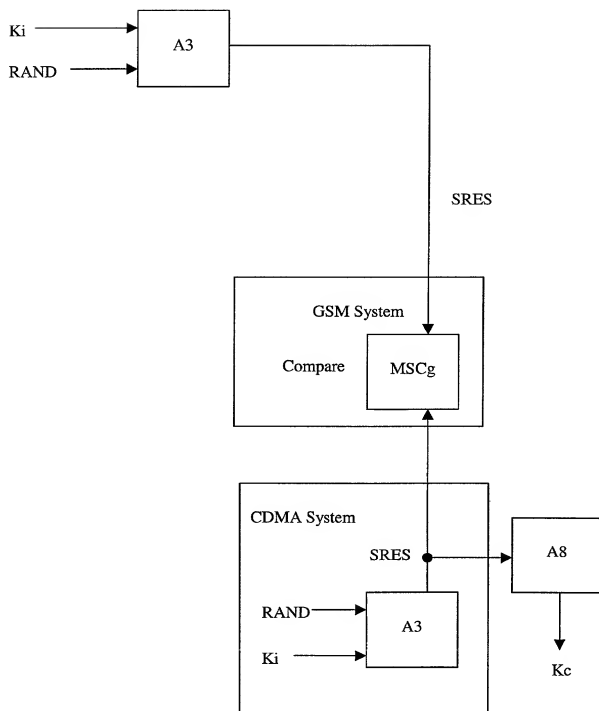 Ki
A3
RAND
SRES
GSM System
Compare
MSCg
CDMA System
SRES
A8
RAND
A3
Ki
Kc